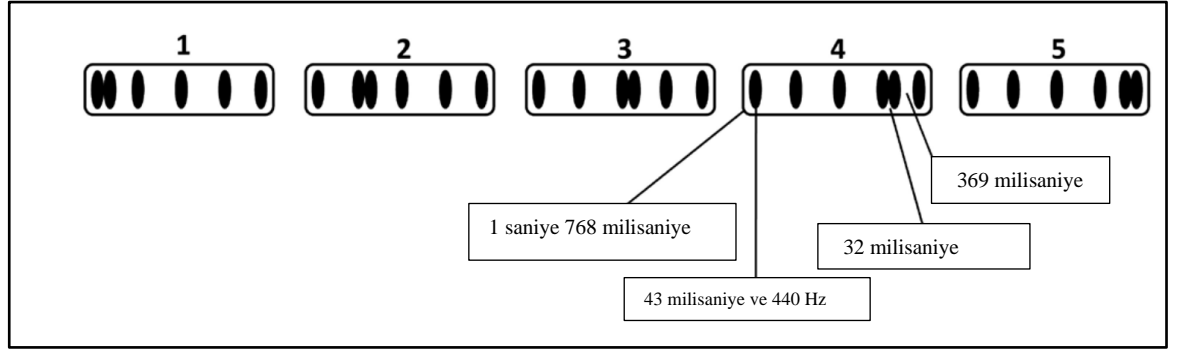 1 2 3 4 5
369 milisaniye
1 saniye 768 milisaniye
32 milisaniye
43 milisaniye ve 440 Hz